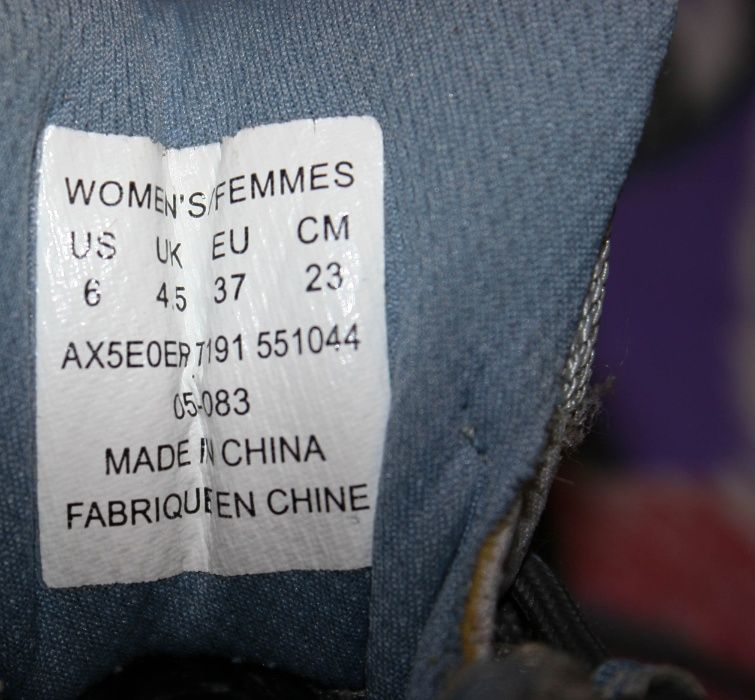 WOMEN'S/FEMMES
US UK EU CM
6 4.5 37 23
AX5E0ER 7191 551044
05-083
MADE IN CHINA
FABRIQUE EN CHINE